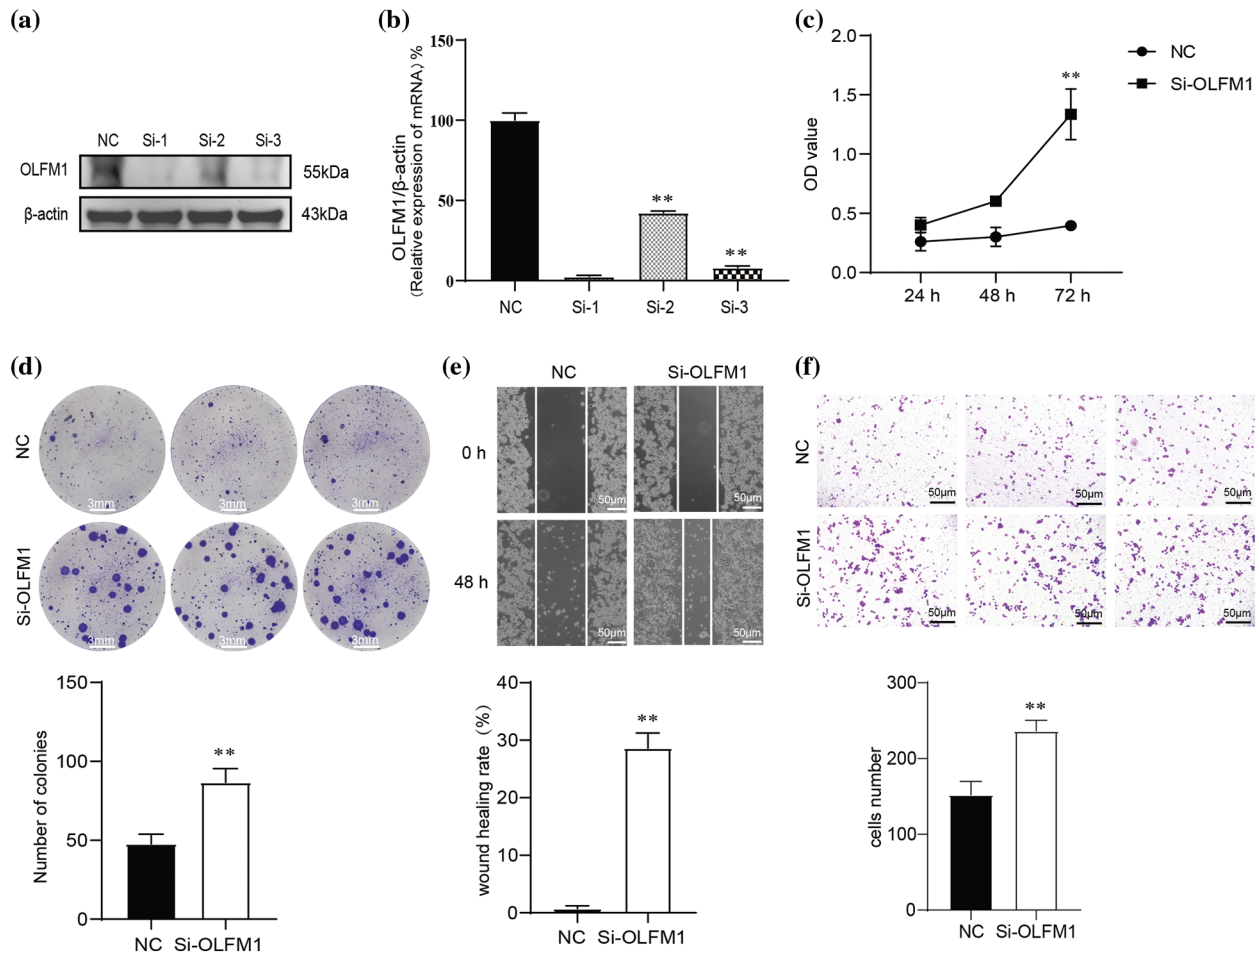 (a)
NC Si-1 Si-2 Si-3
OLFM1 55kDa
β-actin 43kDa
(b)
OLFM1/β-actin
(Relative expression of mRNA) %
150
100
50
0
** **
NC Si-1 Si-2 Si-3
(c)
OD value
2.0
1.5
1.0
0.5
0.0
**
24 h 48 h 72 h
NC
Si-OLFM1
(d)
NC
3mm 3mm 3mm
Si-OLFM1
3mm 3mm 3mm
Number of colonies
150
100
50
0
**
NC Si-OLFM1
(e)
NC Si-OLFM1
0 h
50μm 50μm
48 h
50μm 50μm
wound healing rate (%)
40
30
20
10
0
**
NC Si-OLFM1
(f)
NC
50μm 50μm 50μm
Si-OLFM1
50μm 50μm 50μm
cells number
300
200
100
0
**
NC Si-OLFM1